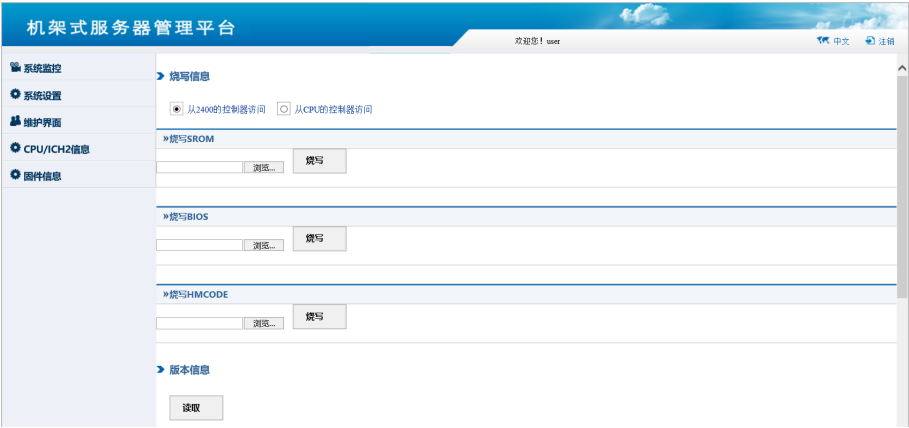 机架式服务器管理平台
欢迎您！user
中文 注销
系统监控
系统设置
维护界面
CPU/ICH2信息
固件信息
烧写信息
从2400的控制器访问 从CPU的控制器访问
»烧写SROM
浏览... 烧写
»烧写BIOS
浏览... 烧写
»烧写HMCODE
浏览... 烧写
版本信息
读取